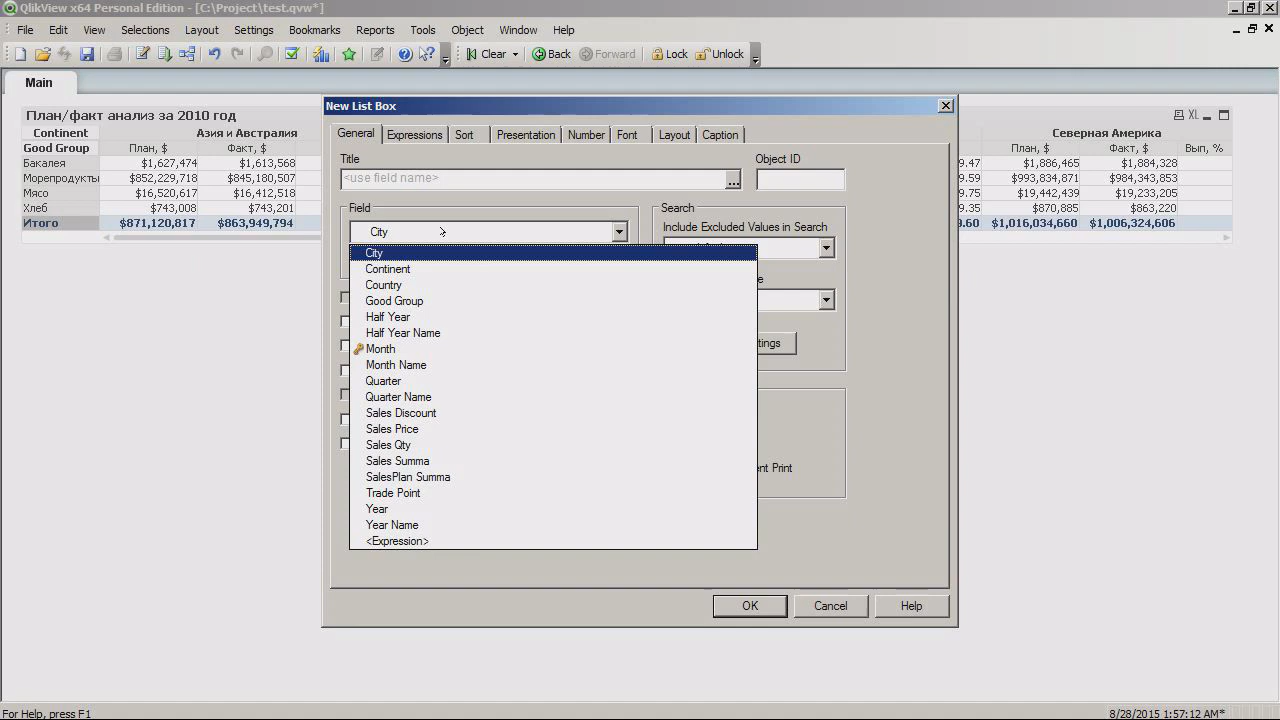 QlikView x64 Personal Edition - [C:\Project\test.qvw*]
File Edit View Selections Layout Settings Bookmarks Reports Tools Object Window Help
Clear Back Forward Lock Unlock
Main
План/факт анализ за 2010 год
XL
Continent Азия и Австралия Северная Америка
Good Group План, $ Факт, $ План, $ Факт, $ Вып, %
Бакалея $1,627,474 $1,613,568 9.47 $1,886,465 $1,884,328
Морепродукты $852,229,718 $845,180,507 9.59 $993,834,871 $984,343,853
Мясо $16,520,617 $16,412,518 9.30 $19,442,439 $19,233,205
Хлеб $743,008 $743,201 9.35 $870,885 $863,220
Итого $871,120,817 $863,949,794 9.60 $1,016,034,660 $1,006,324,606
New List Box
General Expressions Sort Presentation Number Font Layout Caption
Title
Object ID
<use field name>
...
Field
Search
Include Excluded Values in Search
City
City
Continent
Country
Good Group
Half Year
Half Year Name
Month
Month Name
Quarter
Quarter Name
Sales Discount
Sales Price
Sales Qty
Sales Summa
SalesPlan Summa
Trade Point
Year
Year Name
<Expression>
e
tings
ent Print
OK Cancel Help
For Help, press F1
8/28/2015 1:57:12 AM*